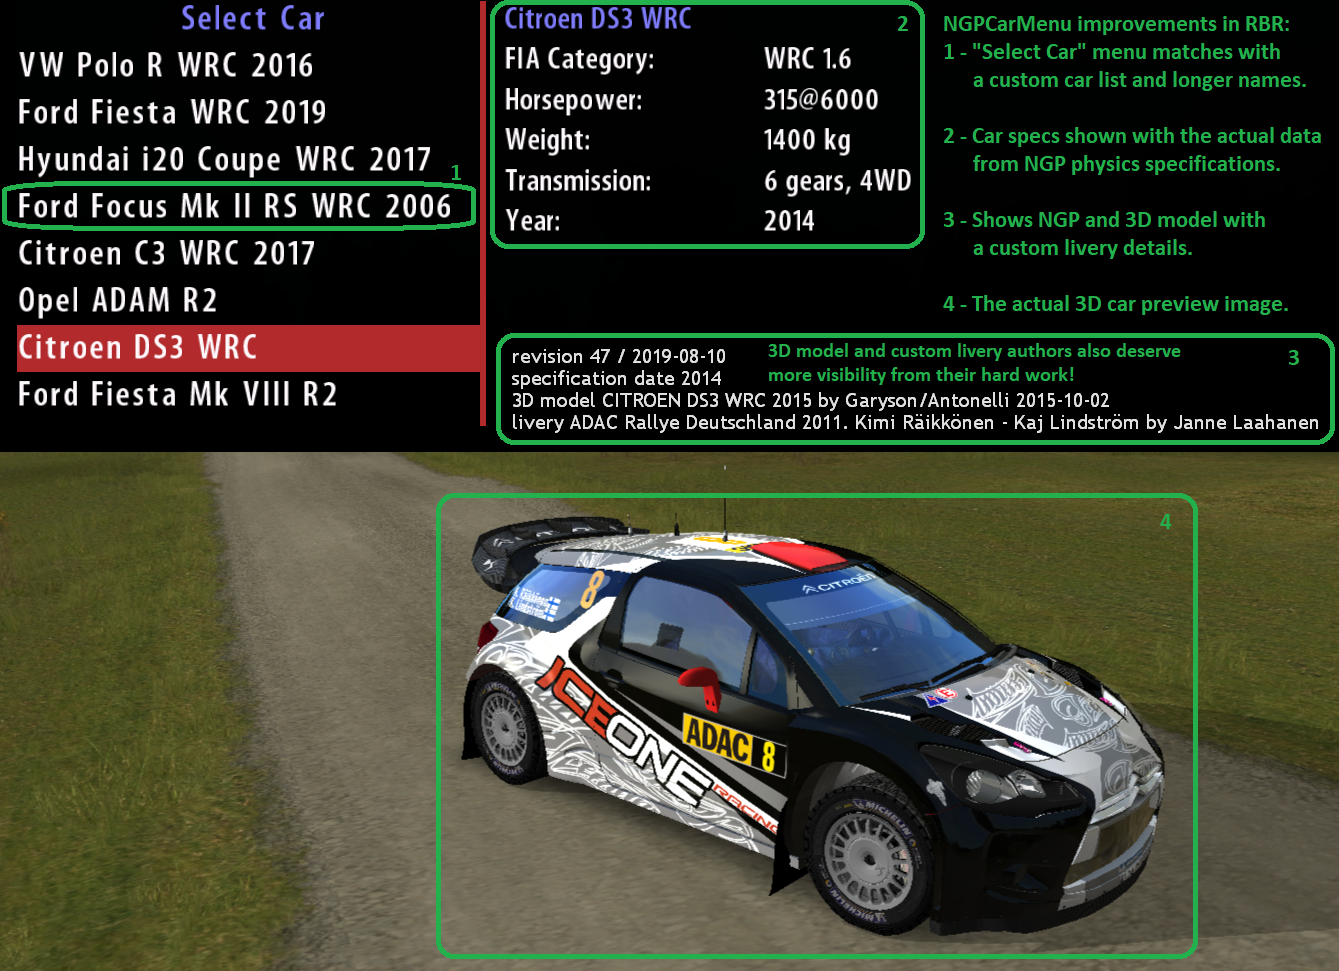 Select Car
VW Polo R WRC 2016
Ford Fiesta WRC 2019
Hyundai i20 Coupe WRC 2017
1
Ford Focus Mk II RS WRC 2006
Citroen C3 WRC 2017
Opel ADAM R2
Citroen DS3 WRC
Ford Fiesta Mk VIII R2
Citroen DS3 WRC
2
FIA Category: WRC 1.6
Horsepower: 315@6000
Weight: 1400 kg
Transmission: 6 gears, 4WD
Year: 2014
NGPCarMenu improvements in RBR:
1 - "Select Car" menu matches with
a custom car list and longer names.
2 - Car specs shown with the actual data
from NGP physics specifications.
3 - Shows NGP and 3D model with
a custom livery details.
4 - The actual 3D car preview image.
revision 47 / 2019-08-10
specification date 2014
3D model CITROEN DS3 WRC 2015 by Garyson/Antonelli 2015-10-02
livery ADAC Rallye Deutschland 2011. Kimi Räikkönen - Kaj Lindström by Janne Laahanen
3D model and custom livery authors also deserve
more visibility from their hard work!
3
4
CITROËN
8
Räikkönen
Lindström
ICEONE
RACING
ADAC 8
MICHELIN
MICHELIN